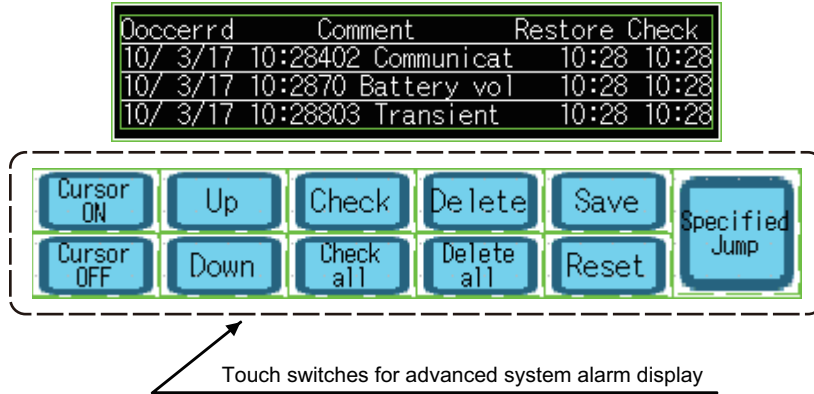 Ooccerrd Comment Restore Check
10/ 3/17 10:28402 Communicat 10:28 10:28
10/ 3/17 10:2870 Battery vol 10:28 10:28
10/ 3/17 10:28803 Transient 10:28 10:28
Cursor ON
Up
Check
Delete
Save
Specified Jump
Cursor OFF
Down
Check all
Delete all
Reset
Touch switches for advanced system alarm display